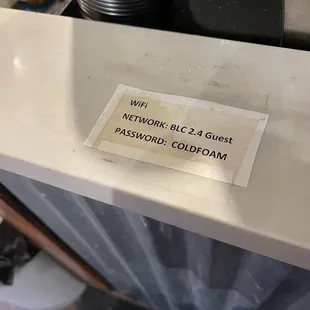 WiFi
NETWORK: BLC 2.4 Guest
PASSWORD: COLDFOAM